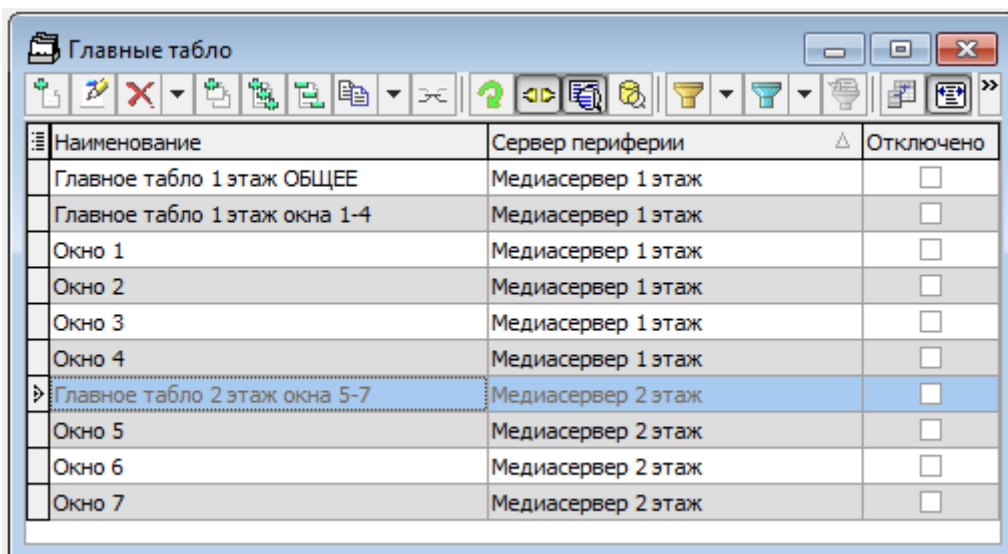 Главные табло
Наименование Сервер периферии Отключено
Главное табло 1 этаж ОБЩЕЕ Медиасервер 1 этаж
Главное табло 1 этаж окна 1-4 Медиасервер 1 этаж
Окно 1 Медиасервер 1 этаж
Окно 2 Медиасервер 1 этаж
Окно 3 Медиасервер 1 этаж
Окно 4 Медиасервер 1 этаж
Главное табло 2 этаж окна 5-7 Медиасервер 2 этаж
Окно 5 Медиасервер 2 этаж
Окно 6 Медиасервер 2 этаж
Окно 7 Медиасервер 2 этаж